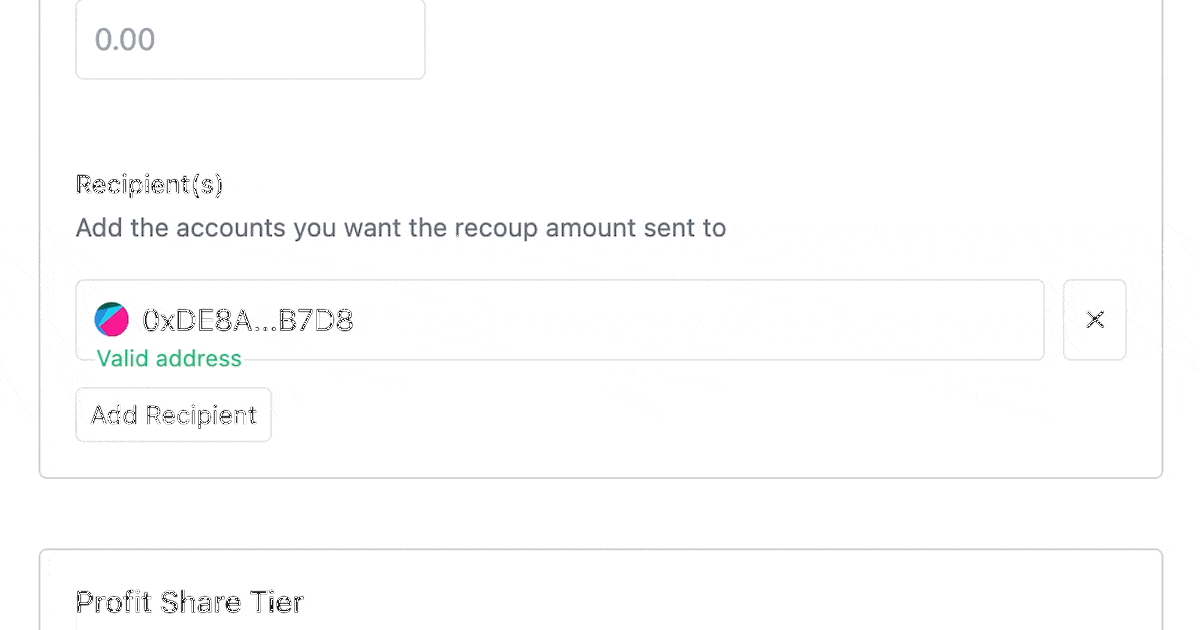 0.00
Recipient(s)
Add the accounts you want the recoup amount sent to
0xDE8A...B7D8
Valid address
Add Recipient
Profit Share Tier